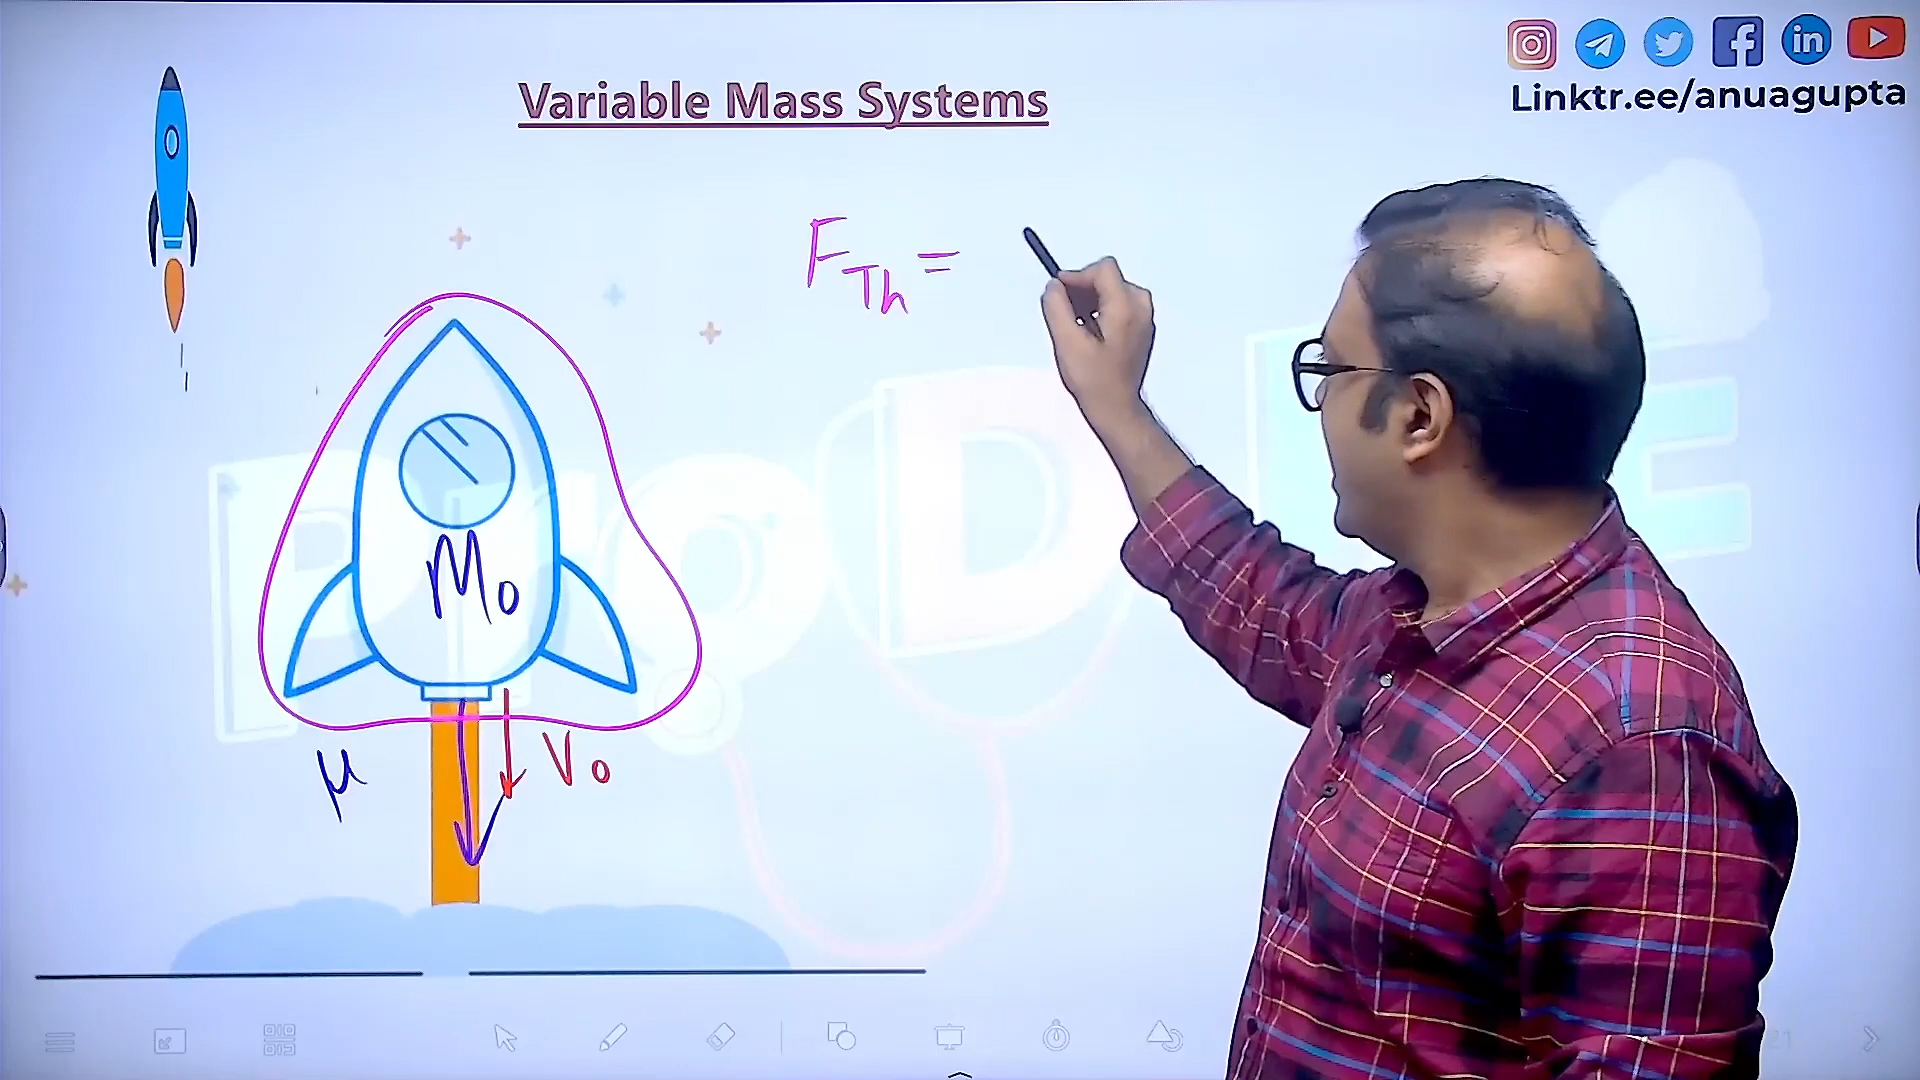 Linktr.ee/anuagupta
Variable Mass Systems
F_Th =
M₀
μ
V₀